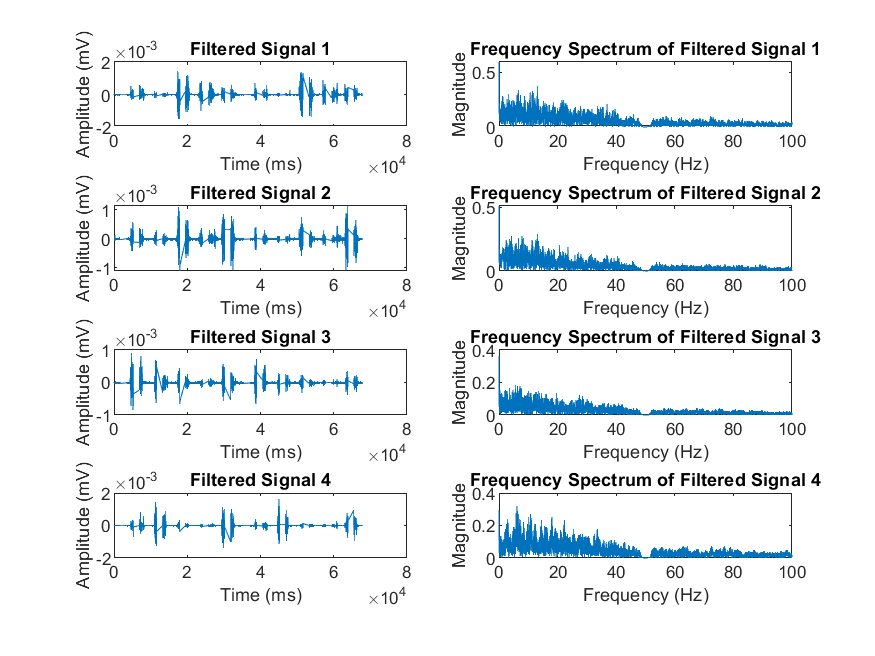 ×10-3
Filtered Signal 1
2
0
-2
Amplitude (mV)
0 2 4 6 8
Time (ms)
×104
Frequency Spectrum of Filtered Signal 1
0.5
0
Magnitude
0 20 40 60 80 100
Frequency (Hz)
×10-3
Filtered Signal 2
1
0
-1
Amplitude (mV)
0 2 4 6 8
Time (ms)
×104
Frequency Spectrum of Filtered Signal 2
0.5
0
Magnitude
0 20 40 60 80 100
Frequency (Hz)
×10-3
Filtered Signal 3
1
0
-1
Amplitude (mV)
0 2 4 6 8
Time (ms)
×104
Frequency Spectrum of Filtered Signal 3
0.4
0.2
0
Magnitude
0 20 40 60 80 100
Frequency (Hz)
×10-3
Filtered Signal 4
2
0
-2
Amplitude (mV)
0 2 4 6 8
Time (ms)
×104
Frequency Spectrum of Filtered Signal 4
0.4
0.2
0
Magnitude
0 20 40 60 80 100
Frequency (Hz)